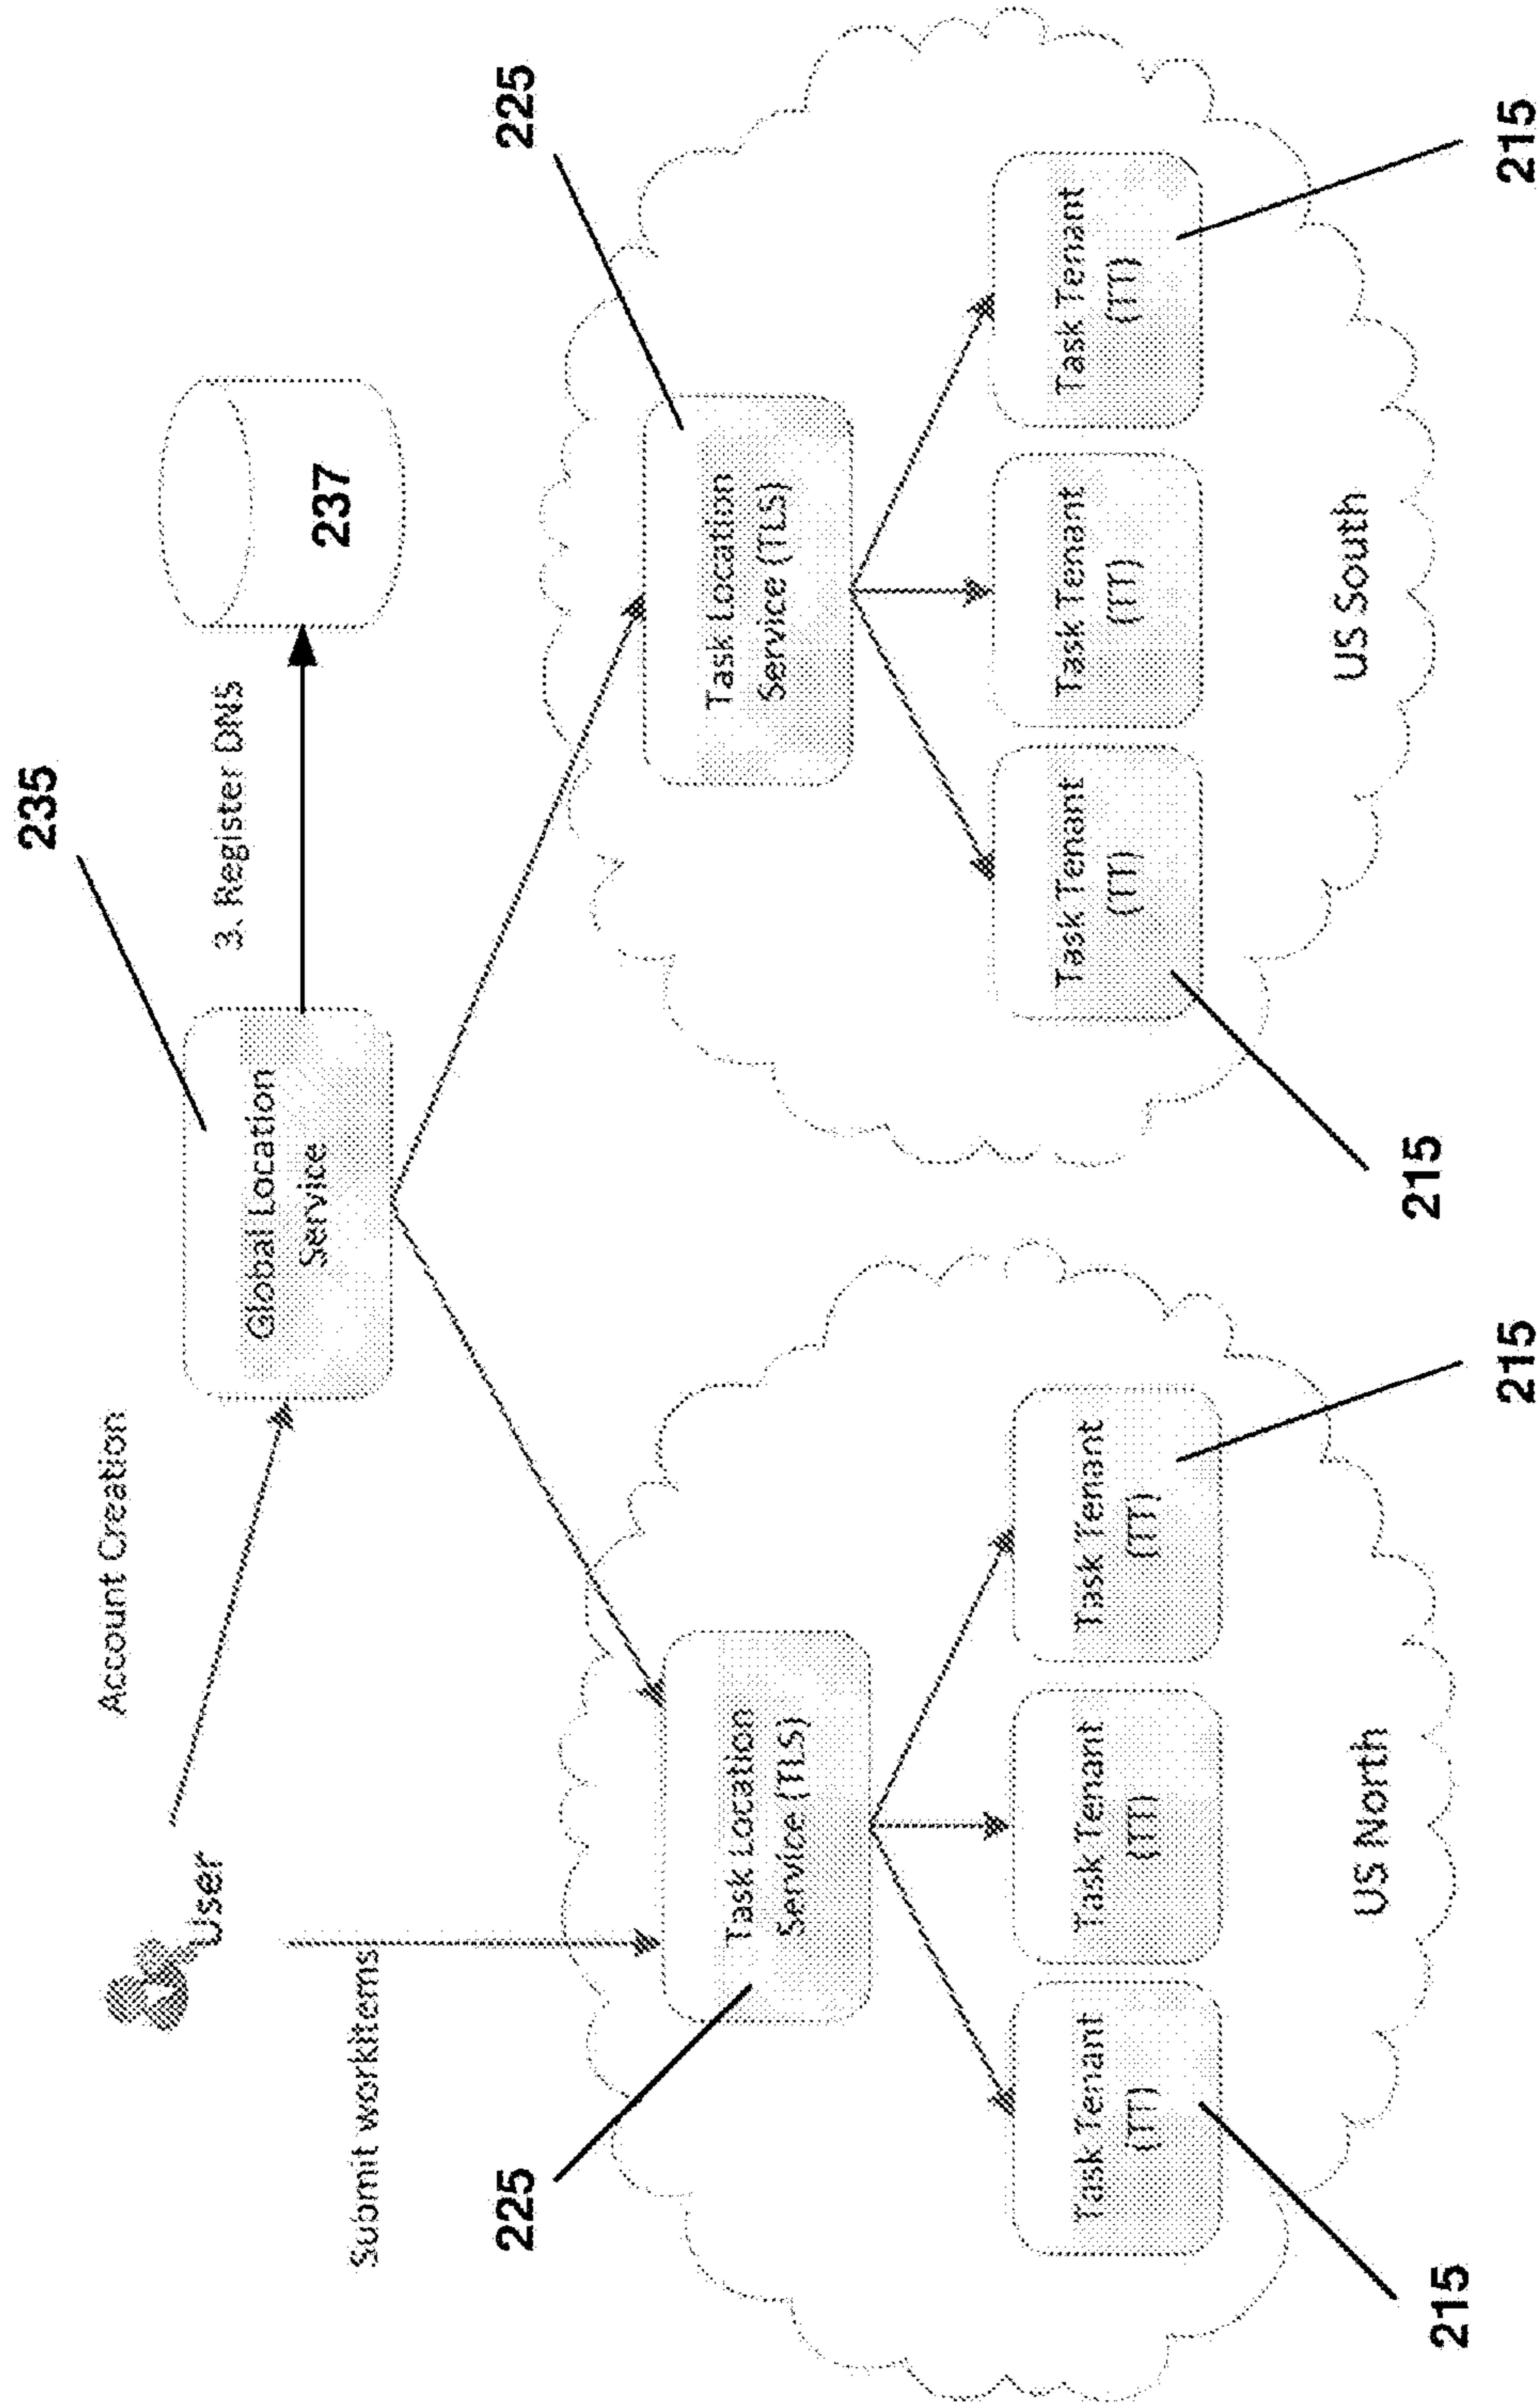 235
Account Creation
User
Global Location
Service
3. Register DNS
237
Submit workitems
225
225
Task Location
Service (TLS)
Task Location
Service (TLS)
Task Tenant
(TT)
Task Tenant
(TT)
Task Tenant
(TT)
Task Tenant
(TT)
Task Tenant
(TT)
Task Tenant
(TT)
US North
US South
215
215
215
215